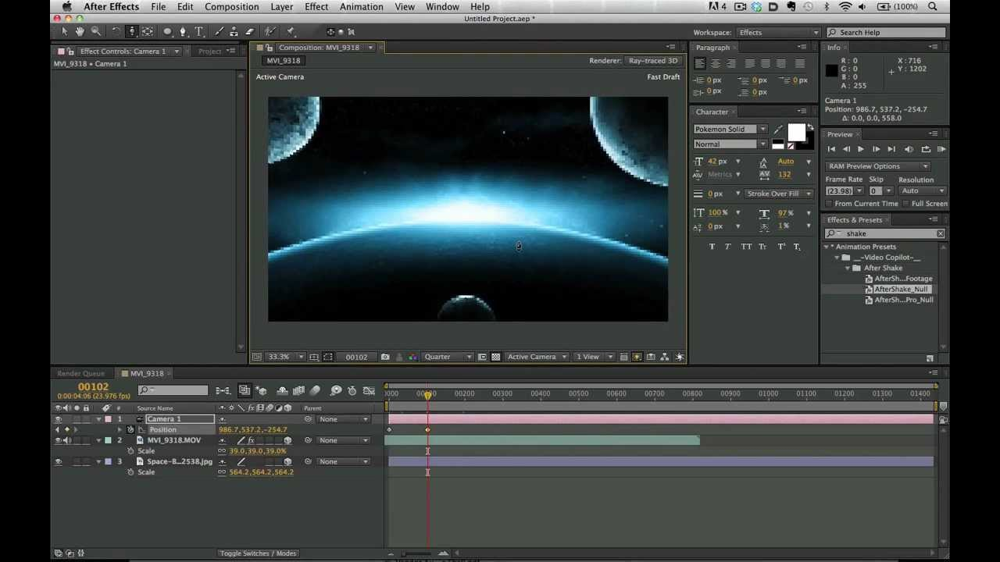 After Effects File Edit Composition Layer Effect Animation View Window Help 4 (100%)
Untitled Project.aep *
Workspace: Effects Search Help
Effect Controls: Camera 1 Project
MVI_9318 • Camera 1
Composition: MVI_9318
MVI_9318 Renderer: Ray-traced 3D
Active Camera Fast Draft
33.3% 00102 Quarter Active Camera 1 View
Paragraph
0 px 0 px 0 px
0 px 0 px
Character
Pokemon Solid
Normal
42 px Auto
Metrics 132
0 px Stroke Over Fill
100 % 97 %
0 px 1 %
T T TT Tt T¹ T₁
Info
R : 0 X : 716
G : 0 Y : 1202
B : 0
A : 255
Camera 1
Position: 986.7, 537.2, -254.7
Δ: 0.0, 0.0, 558.0
Preview
RAM Preview Options
Frame Rate Skip Resolution
(23.98) 0 Auto
From Current Time Full Screen
Effects & Presets
shake
* Animation Presets
__-Video Copilot-__
After Shake
AfterSh...Footage
AfterShake_Null
AfterSh...Pro_Null
Render Queue MVI_9318
00102
0:00:04:06 (23.976 fps)
# Source Name Parent
1 Camera 1 None
Position 986.7,537.2,-254.7
2 MVI_9318.MOV None
Scale 39.0,39.0,39.0%
3 Space-B...2538.jpg None
Scale 564.2,564.2,564.2
00200 00300 00400 00500 00600 00700 00800 00900 01000 01100 01200 01300 01400
Toggle Switches / Modes